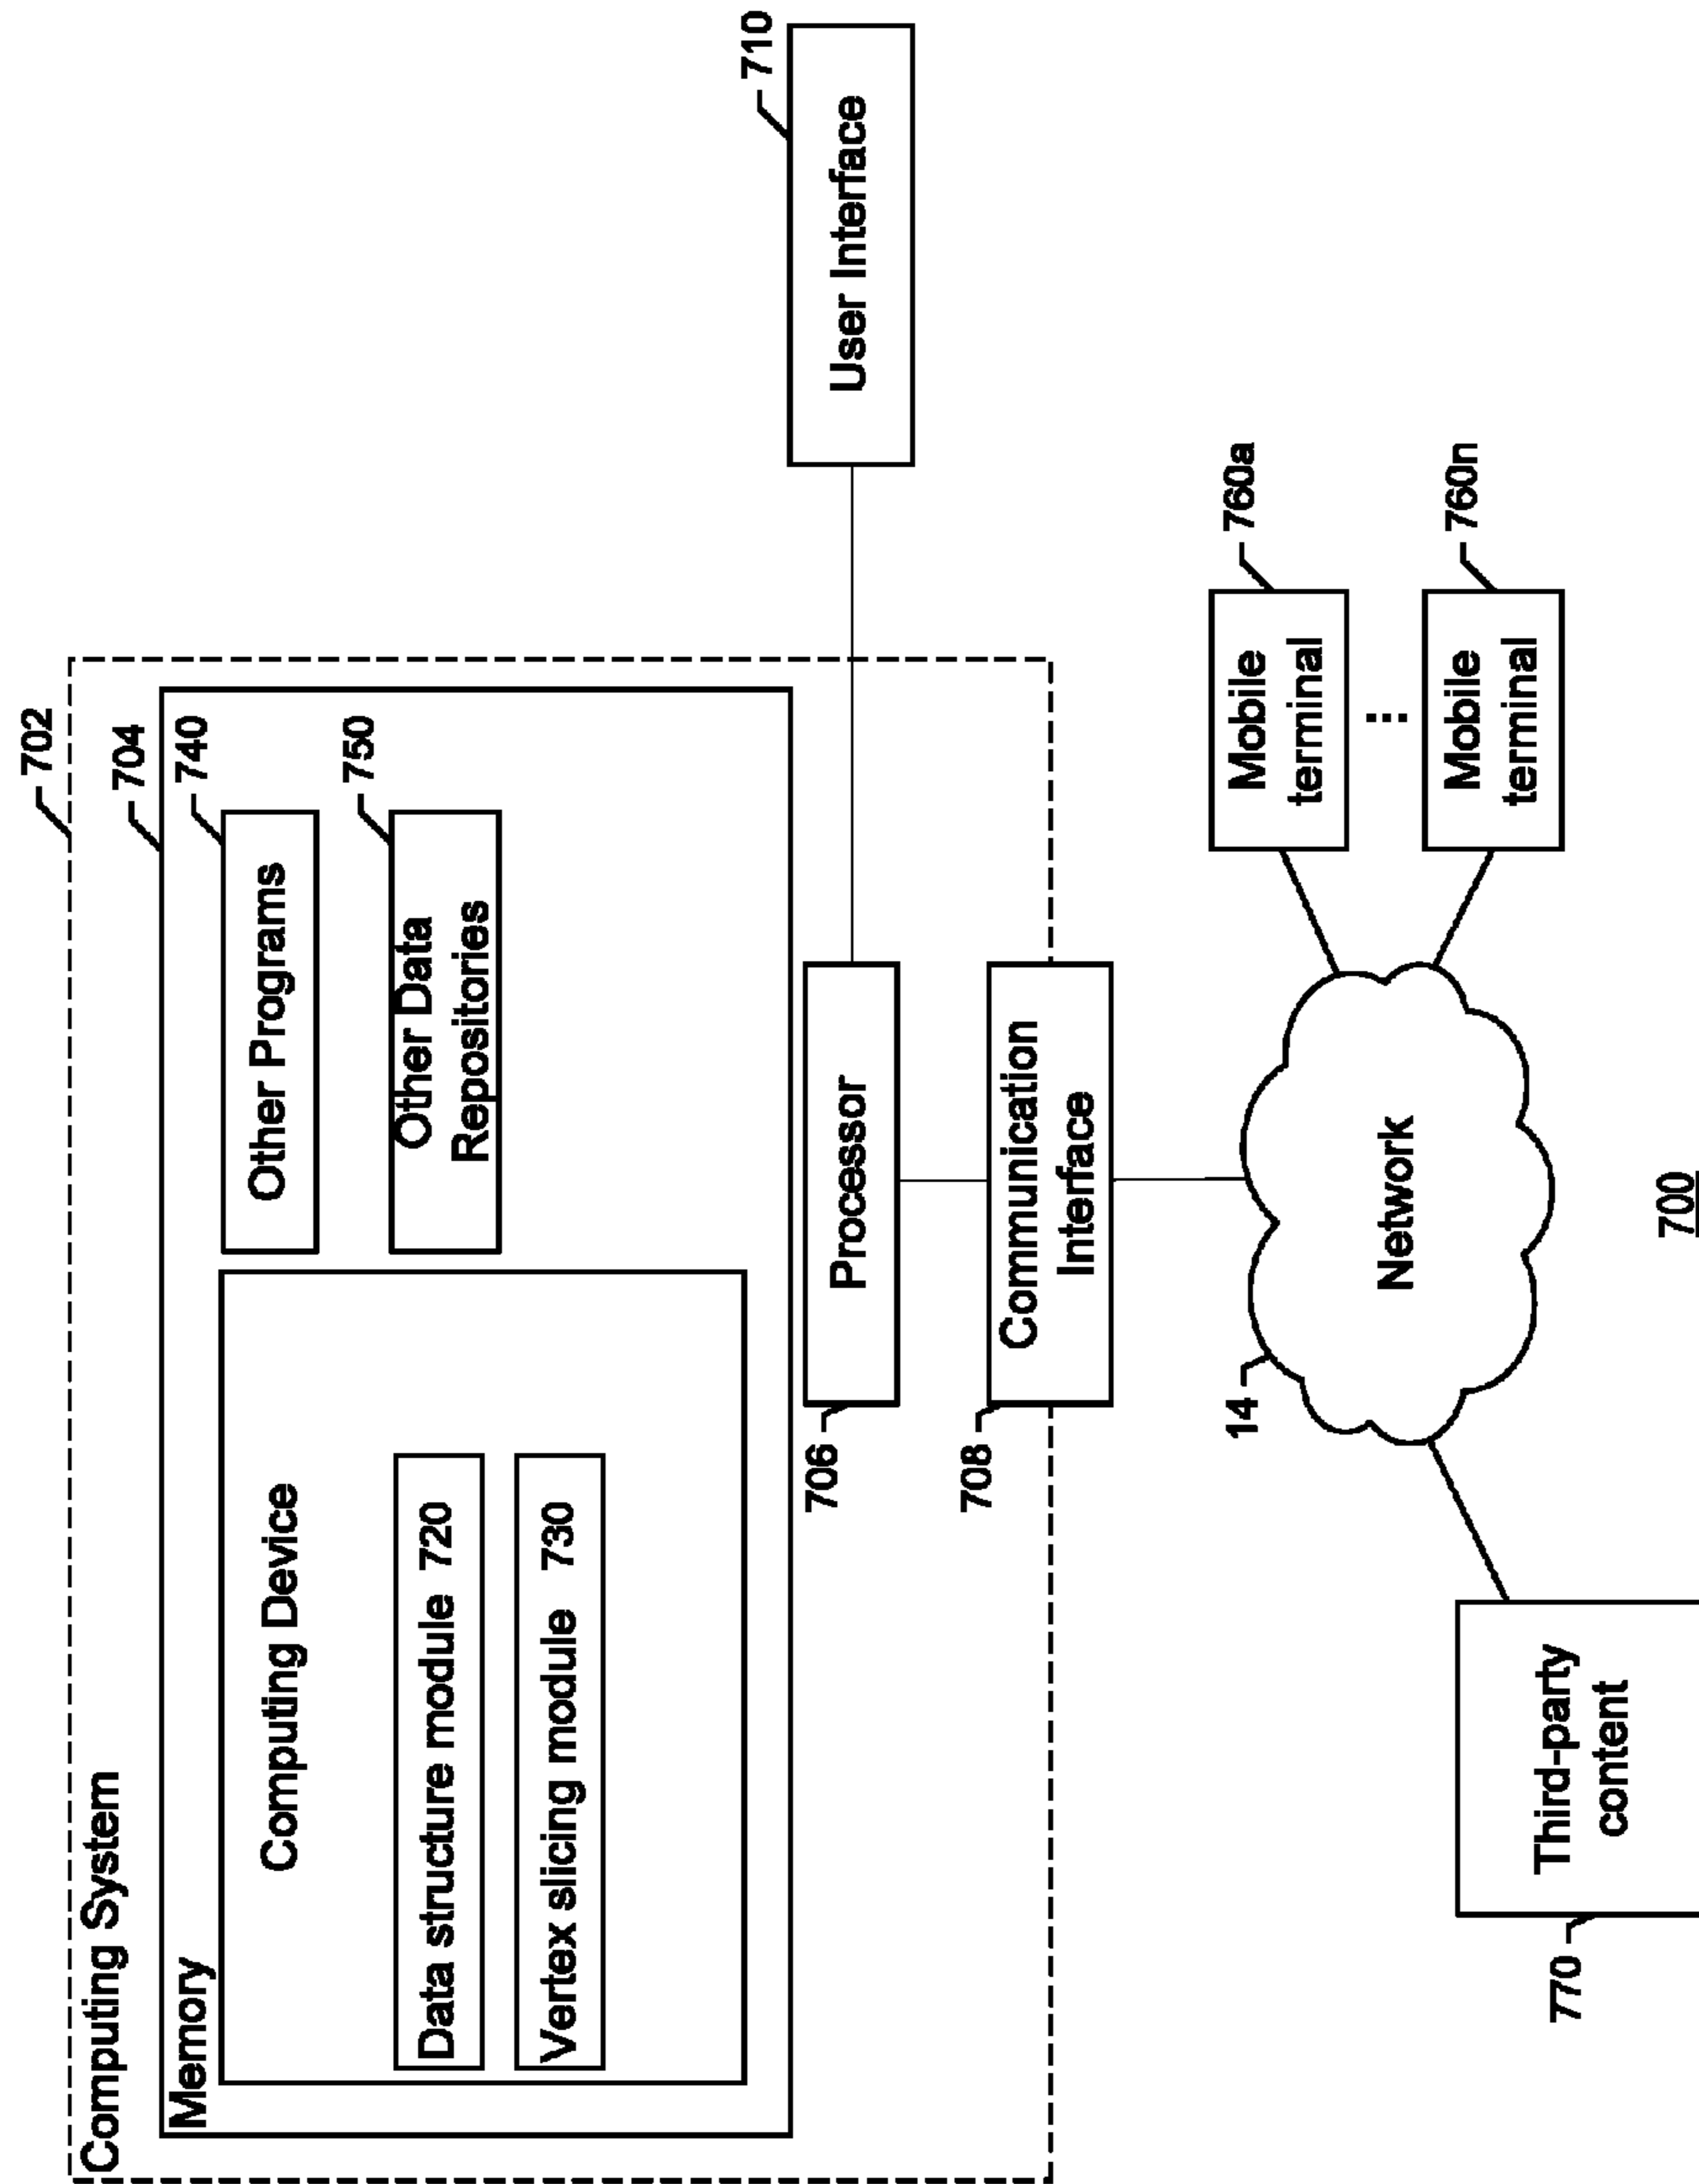 702
Computing System
704
Memory
740
Computing Device
Other Programs
710
750
Data structure module 720
Other Data
Repositories
Vertex slicing module 730
User Interface
706
Processor
708
Communication
Interface
14
760a
Mobile
terminal
Network
760n
Mobile
terminal
770
Third-party
content
700